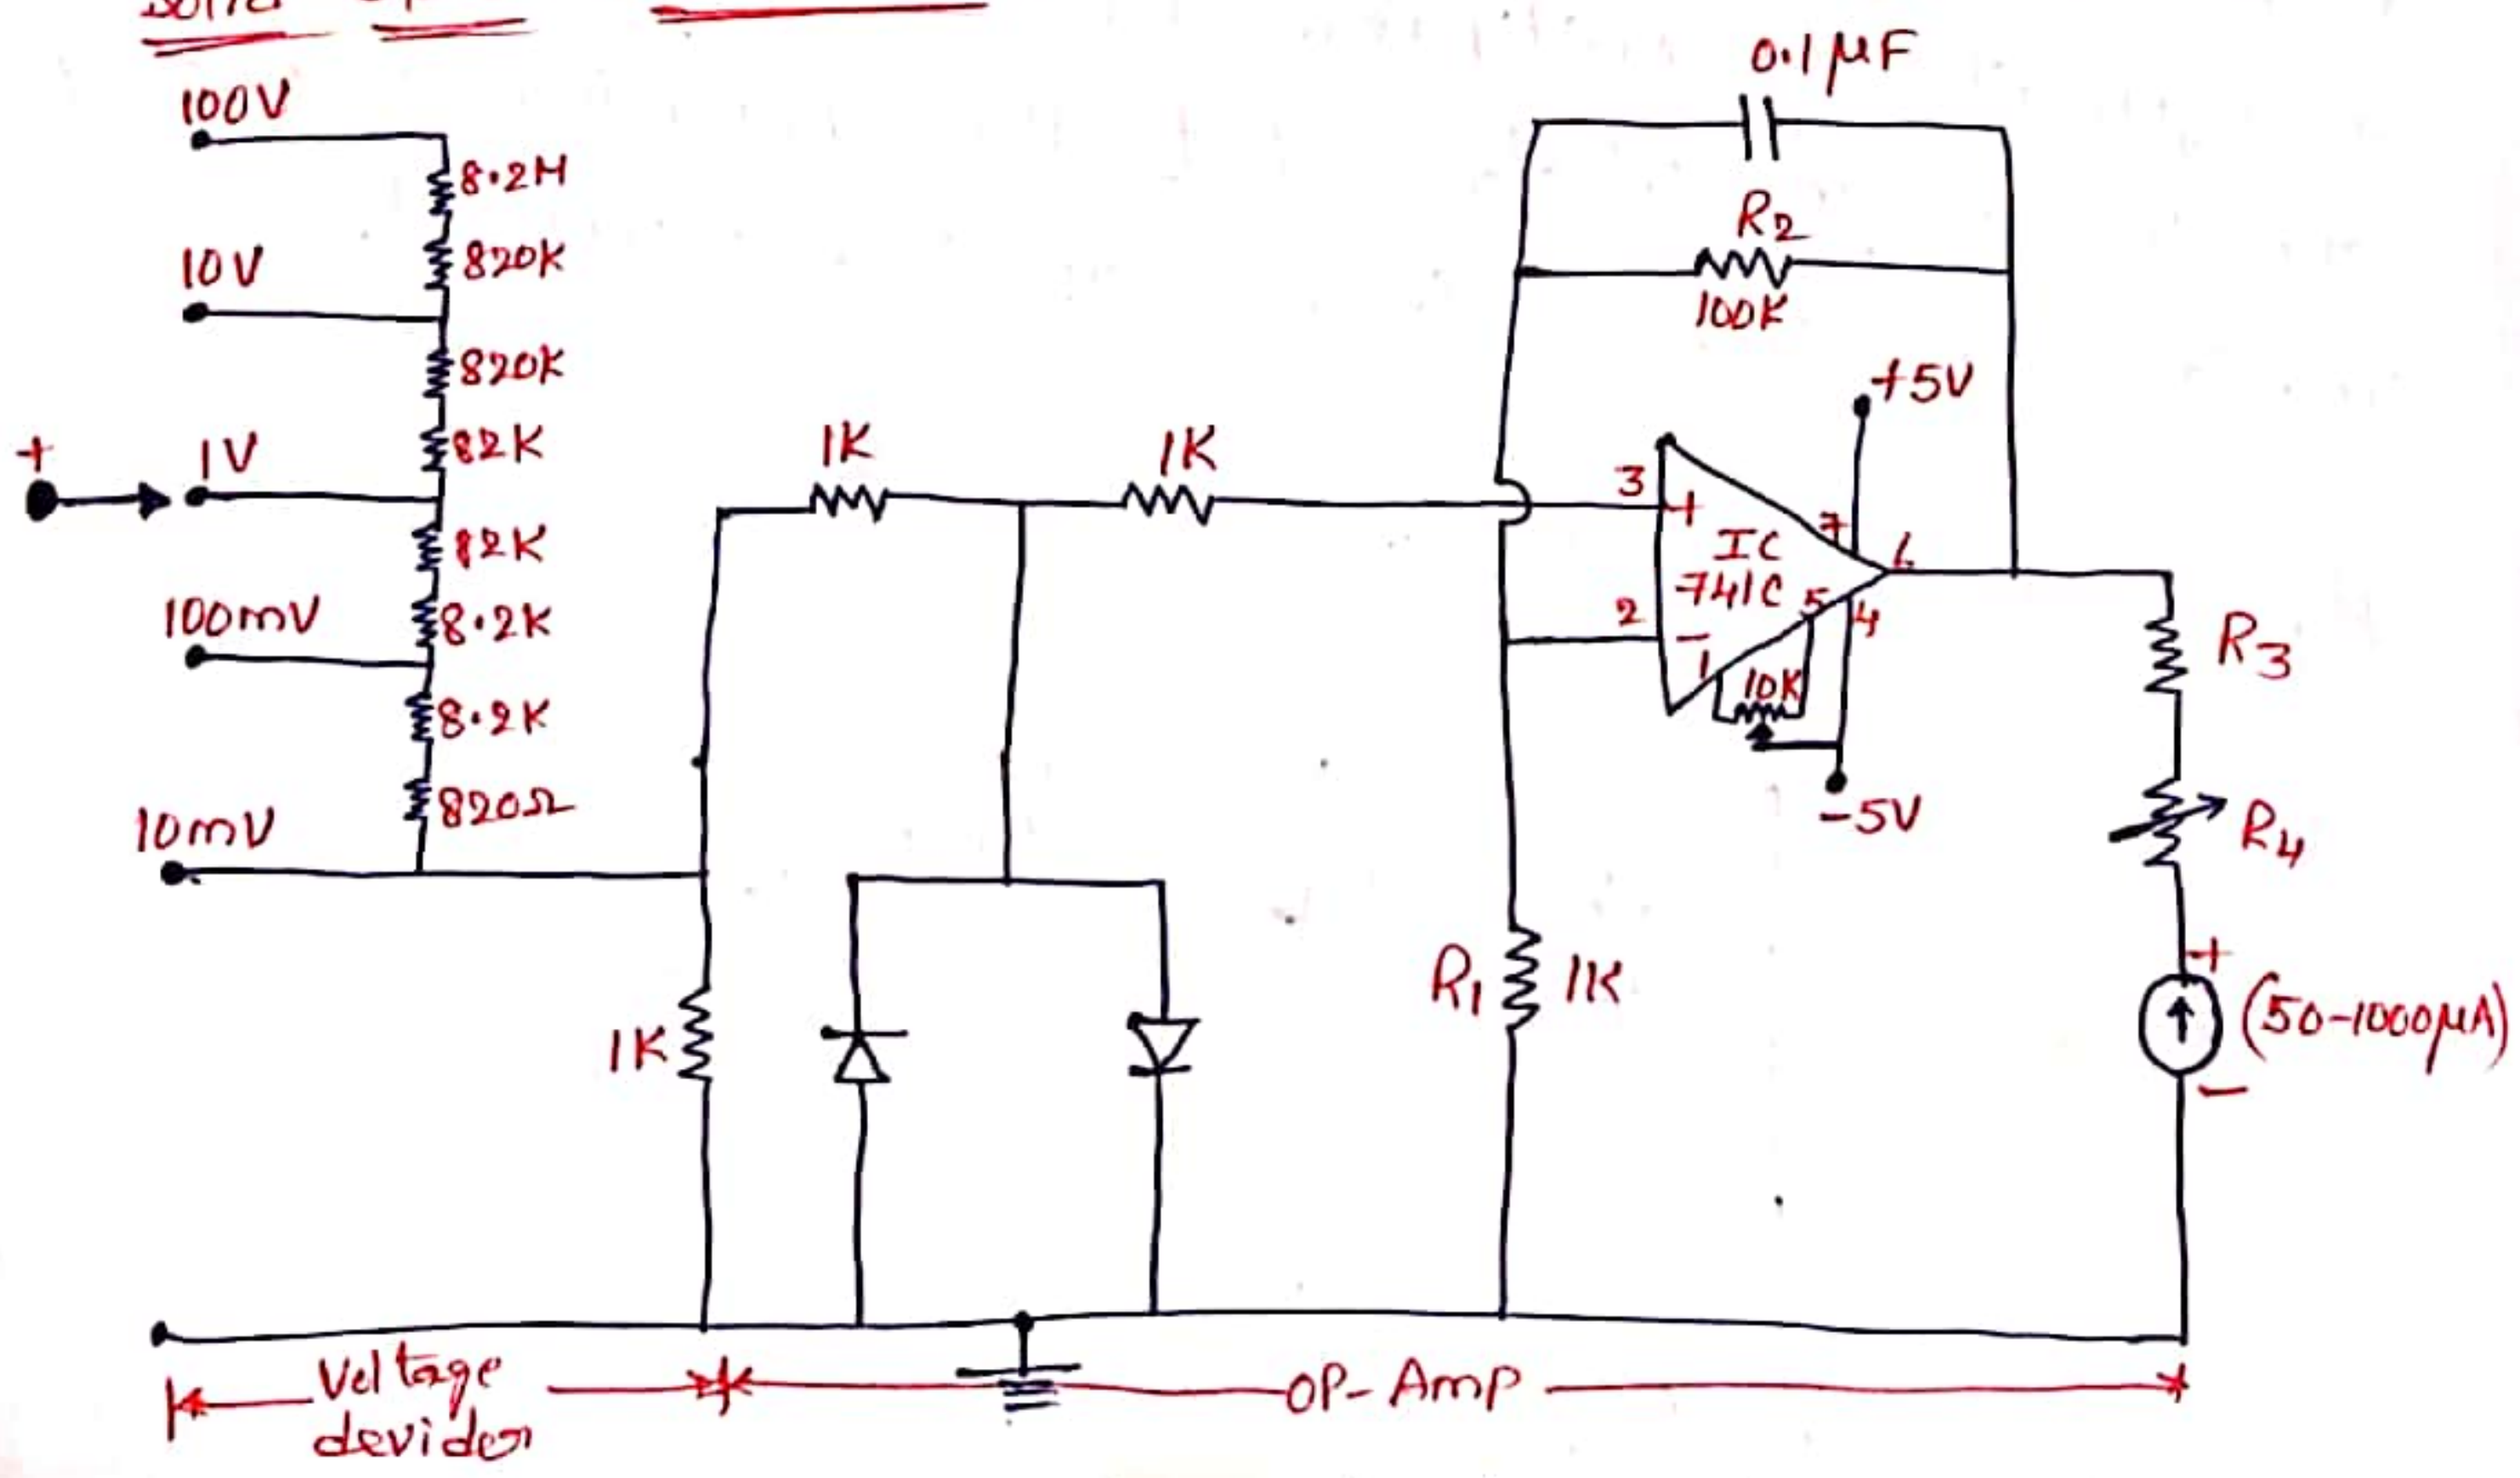 100V
8.2M
820K
10V
820K
82K
+
1V
82K
100mV
8.2K
8.2K
820Ω
10mV
1K
1K
1K
0.1µF
R2
100K
+5V
3
+
7
IC
741C
6
2
-
5
4
1
10K
-5V
R3
R4
R1
1K
+
(50-1000µA)
-
Veltage
devider
OP-Amp